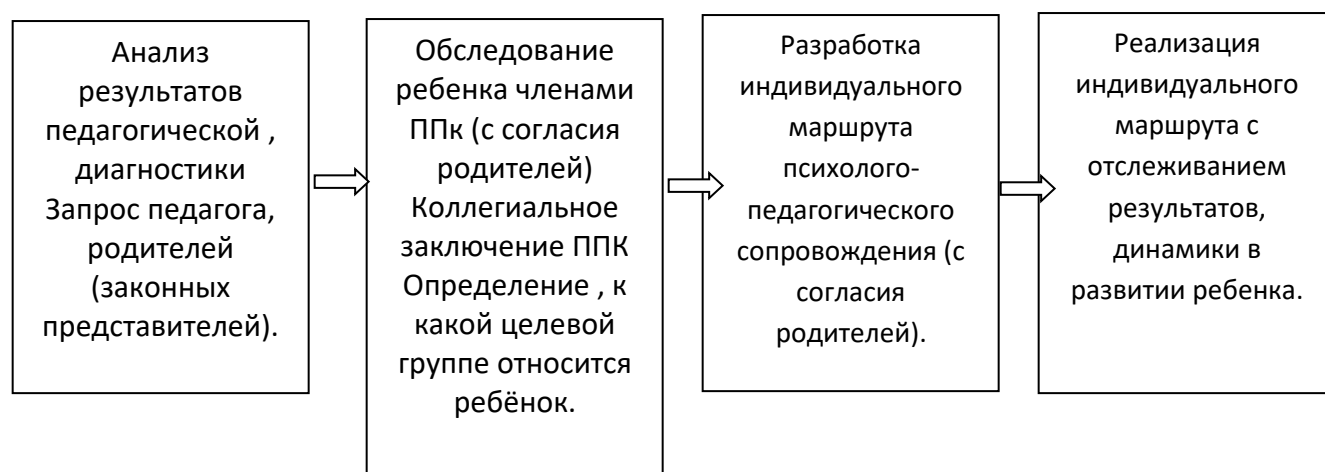 Анализ
результатов
педагогической ,
диагностики
Запрос педагога,
родителей
(законных
представителей).
Обследование
ребенка членами
ППк (с согласия
родителей)
Коллегиальное
заключение ППК
Определение , к
какой целевой
группе относится
ребёнок.
Разработка
индивидуального
маршрута
психолого-
педагогического
сопровождения (с
согласия
родителей).
Реализация
индивидуального
маршрута с
отслеживанием
результатов,
динамики в
развитии ребенка.